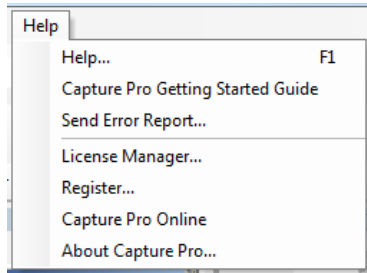 Help
Help... F1
Capture Pro Getting Started Guide
Send Error Report...
License Manager...
Register...
Capture Pro Online
About Capture Pro...